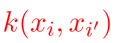 k(x_i, x_{i'})